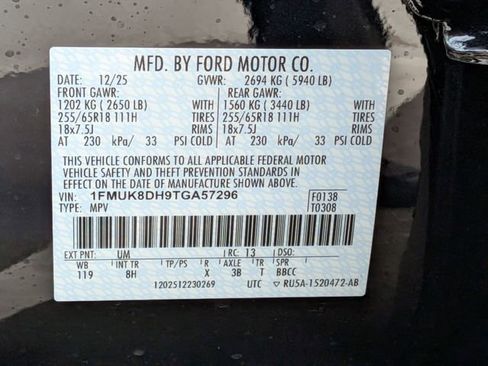 MFD. BY FORD MOTOR CO.
DATE: 12/25 GVWR: 2694 KG ( 5940 LB)
FRONT GAWR: REAR GAWR:
1202 KG ( 2650 LB) WITH 1560 KG ( 3440 LB) WITH
255/65R18 111H TIRES 255/65R18 111H TIRES
18x7.5J RIMS 18x7.5J RIMS
AT 230 kPa/ 33 PSI COLD AT 230 kPa/ 33 PSI COLD
THIS VEHICLE CONFORMS TO ALL APPLICABLE FEDERAL MOTOR
VEHICLE SAFETY AND THEFT PREVENTION STANDARDS IN EFFECT
ON THE DATE OF MANUFACTURE SHOWN ABOVE.
VIN: 1FMUK8DH9TGA57296 F0138
TYPE: MPV T0308
EXT PNT: UM RC: 13 DSO:
WB INT TR TP/PS R AXLE TR SPR
119 8H X 3B T BBCC
1202512230269 UTC ▽ RU5A-1520472-AB